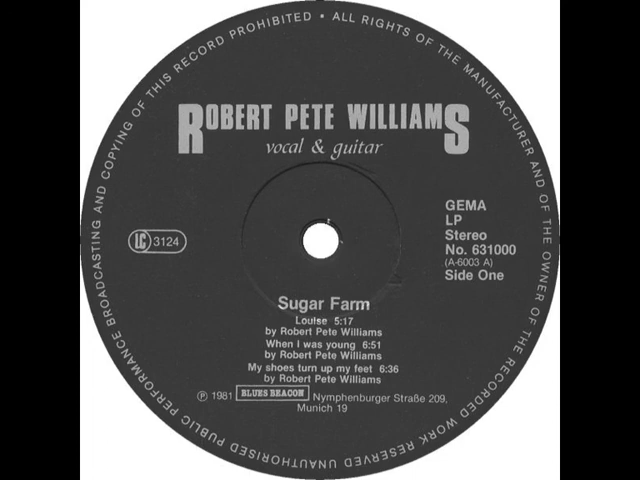 ALL RIGHTS OF THE MANUFACTURER AND OF THE OWNER OF THE RECORDED WORK RESERVED UNAUTHORISED PUBLIC PERFORMANCE BROADCASTING AND COPYING OF THIS RECORD PROHIBITED •
ROBERT PETE WILLIAMS
vocal & guitar
LC 3124
GEMA
LP
Stereo
No. 631000
(A-6003 A)
Side One
Sugar Farm
Louise 5:17
by Robert Pete Williams
When I was young 6:51
by Robert Pete Williams
My shoes turn up my feet 6:36
by Robert Pete Williams
℗ 1981 BLUES BEACON Nymphenburger Straße 209,
Munich 19